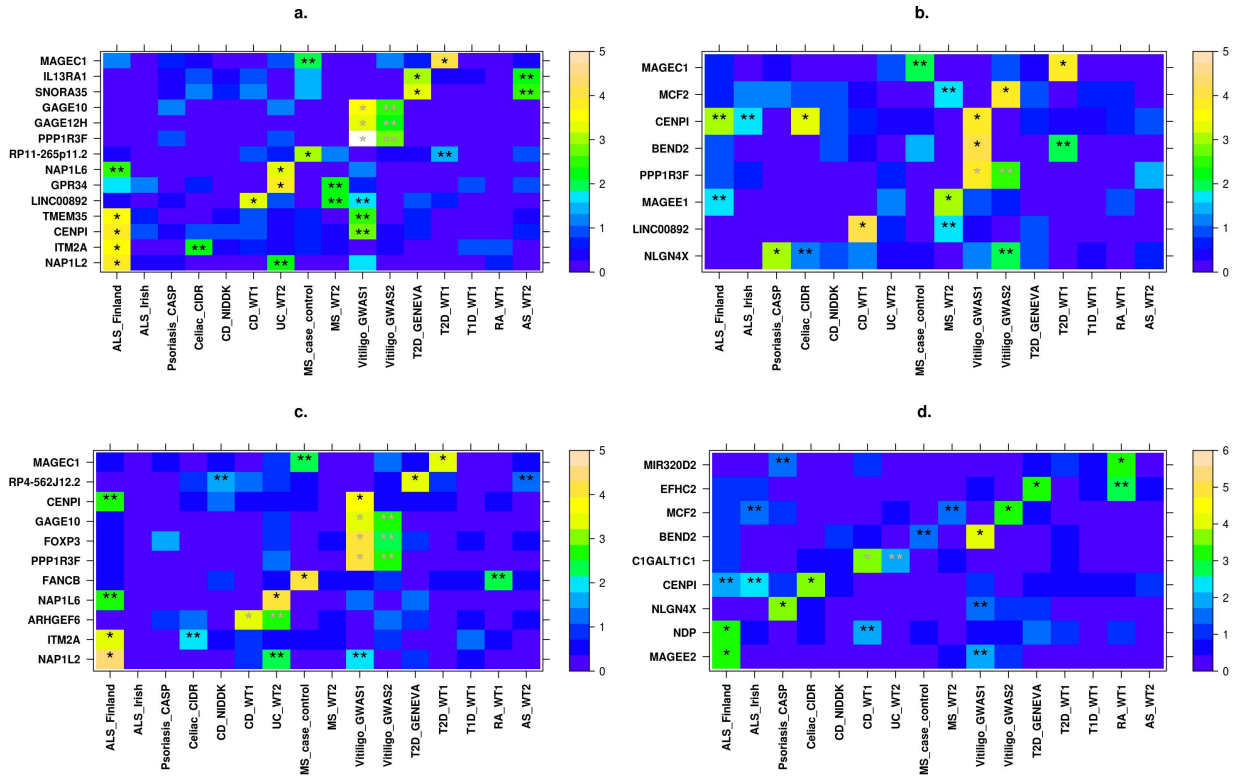 a.
MAGEC1
IL13RA1
SNORA35
GAGE10
GAGE12H
PPP1R3F
RP11-265p11.2
NAP1L6
GPR34
LINC00892
TMEM35
CENPI
ITM2A
NAP1L2
** *
* **
* **
* **
* **
* **
* **
** *
* **
* ** **
* **
* **
* **
* **
5
4
3
2
1
0
ALS_Finland
ALS_Irish
Psoriasis_CASP
Celiac_CIDR
CD_NIDDK
CD_WT1
UC_WT2
MS_case_control
MS_WT2
Vitiligo_GWAS1
Vitiligo_GWAS2
T2D_GENEVA
T2D_WT1
T1D_WT1
RA_WT1
AS_WT2
b.
MAGEC1
MCF2
CENPI
BEND2
PPP1R3F
MAGEE1
LINC00892
NLGN4X
** *
** *
** ** * *
* **
* **
** *
* **
* ** **
5
4
3
2
1
0
ALS_Finland
ALS_Irish
Psoriasis_CASP
Celiac_CIDR
CD_NIDDK
CD_WT1
UC_WT2
MS_case_control
MS_WT2
Vitiligo_GWAS1
Vitiligo_GWAS2
T2D_GENEVA
T2D_WT1
T1D_WT1
RA_WT1
AS_WT2
c.
MAGEC1
RP4-562J12.2
CENPI
GAGE10
FOXP3
PPP1R3F
FANCB
NAP1L6
ARHGEF6
ITM2A
NAP1L2
** *
** * **
** *
* **
* **
* **
* **
** *
* **
* **
* ** **
5
4
3
2
1
0
ALS_Finland
ALS_Irish
Psoriasis_CASP
Celiac_CIDR
CD_NIDDK
CD_WT1
UC_WT2
MS_case_control
MS_WT2
Vitiligo_GWAS1
Vitiligo_GWAS2
T2D_GENEVA
T2D_WT1
T1D_WT1
RA_WT1
AS_WT2
d.
MIR320D2
EFHC2
MCF2
BEND2
C1GALT1C1
CENPI
NLGN4X
NDP
MAGEE2
** *
* **
** ** *
** *
* **
** ** *
* **
* **
* **
6
5
4
3
2
1
0
ALS_Finland
ALS_Irish
Psoriasis_CASP
Celiac_CIDR
CD_NIDDK
CD_WT1
UC_WT2
MS_case_control
MS_WT2
Vitiligo_GWAS1
Vitiligo_GWAS2
T2D_GENEVA
T2D_WT1
T1D_WT1
RA_WT1
AS_WT2